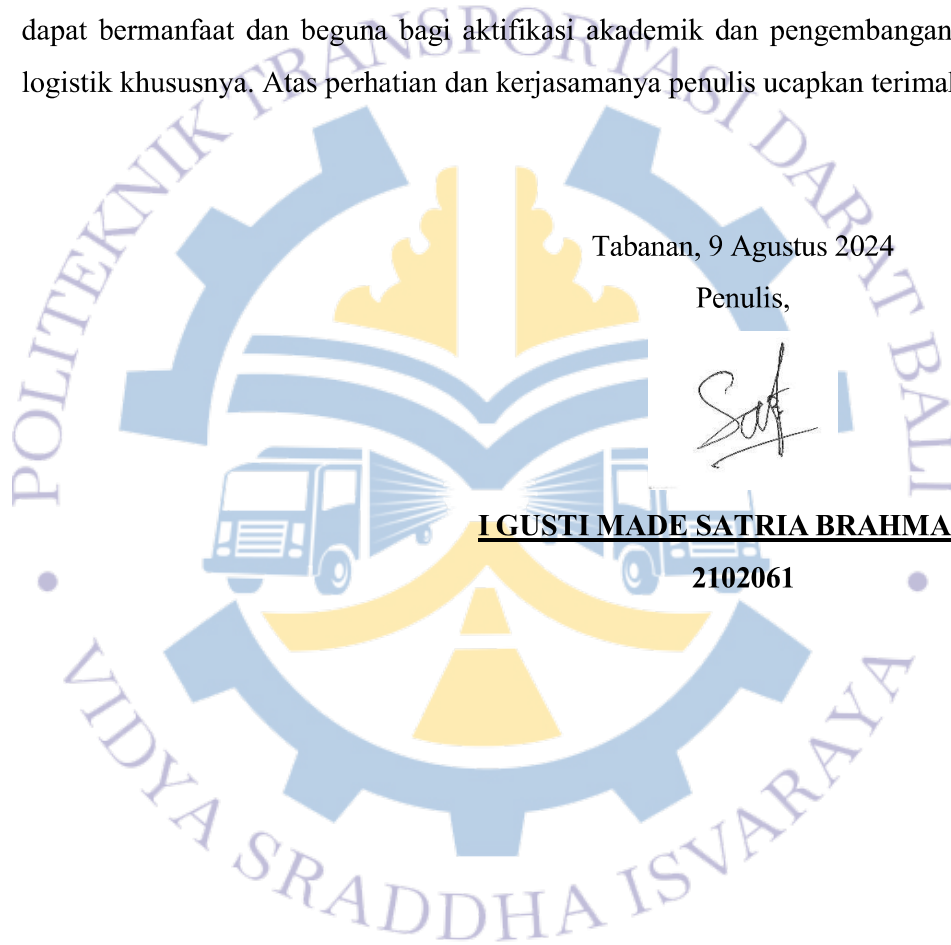 dapat bermanfaat dan beguna bagi aktifikasi akademik dan pengembangan
logistik khususnya. Atas perhatian dan kerjasamanya penulis ucapkan
POLITEKNIK TRANSPORTASI DARAT BALI
Tabanan, 9 Agustus 2024
Penulis,
I GUSTI MADE SATRIA BRAHMA
2102061
VIDYA SRADDHA ISVARAYA